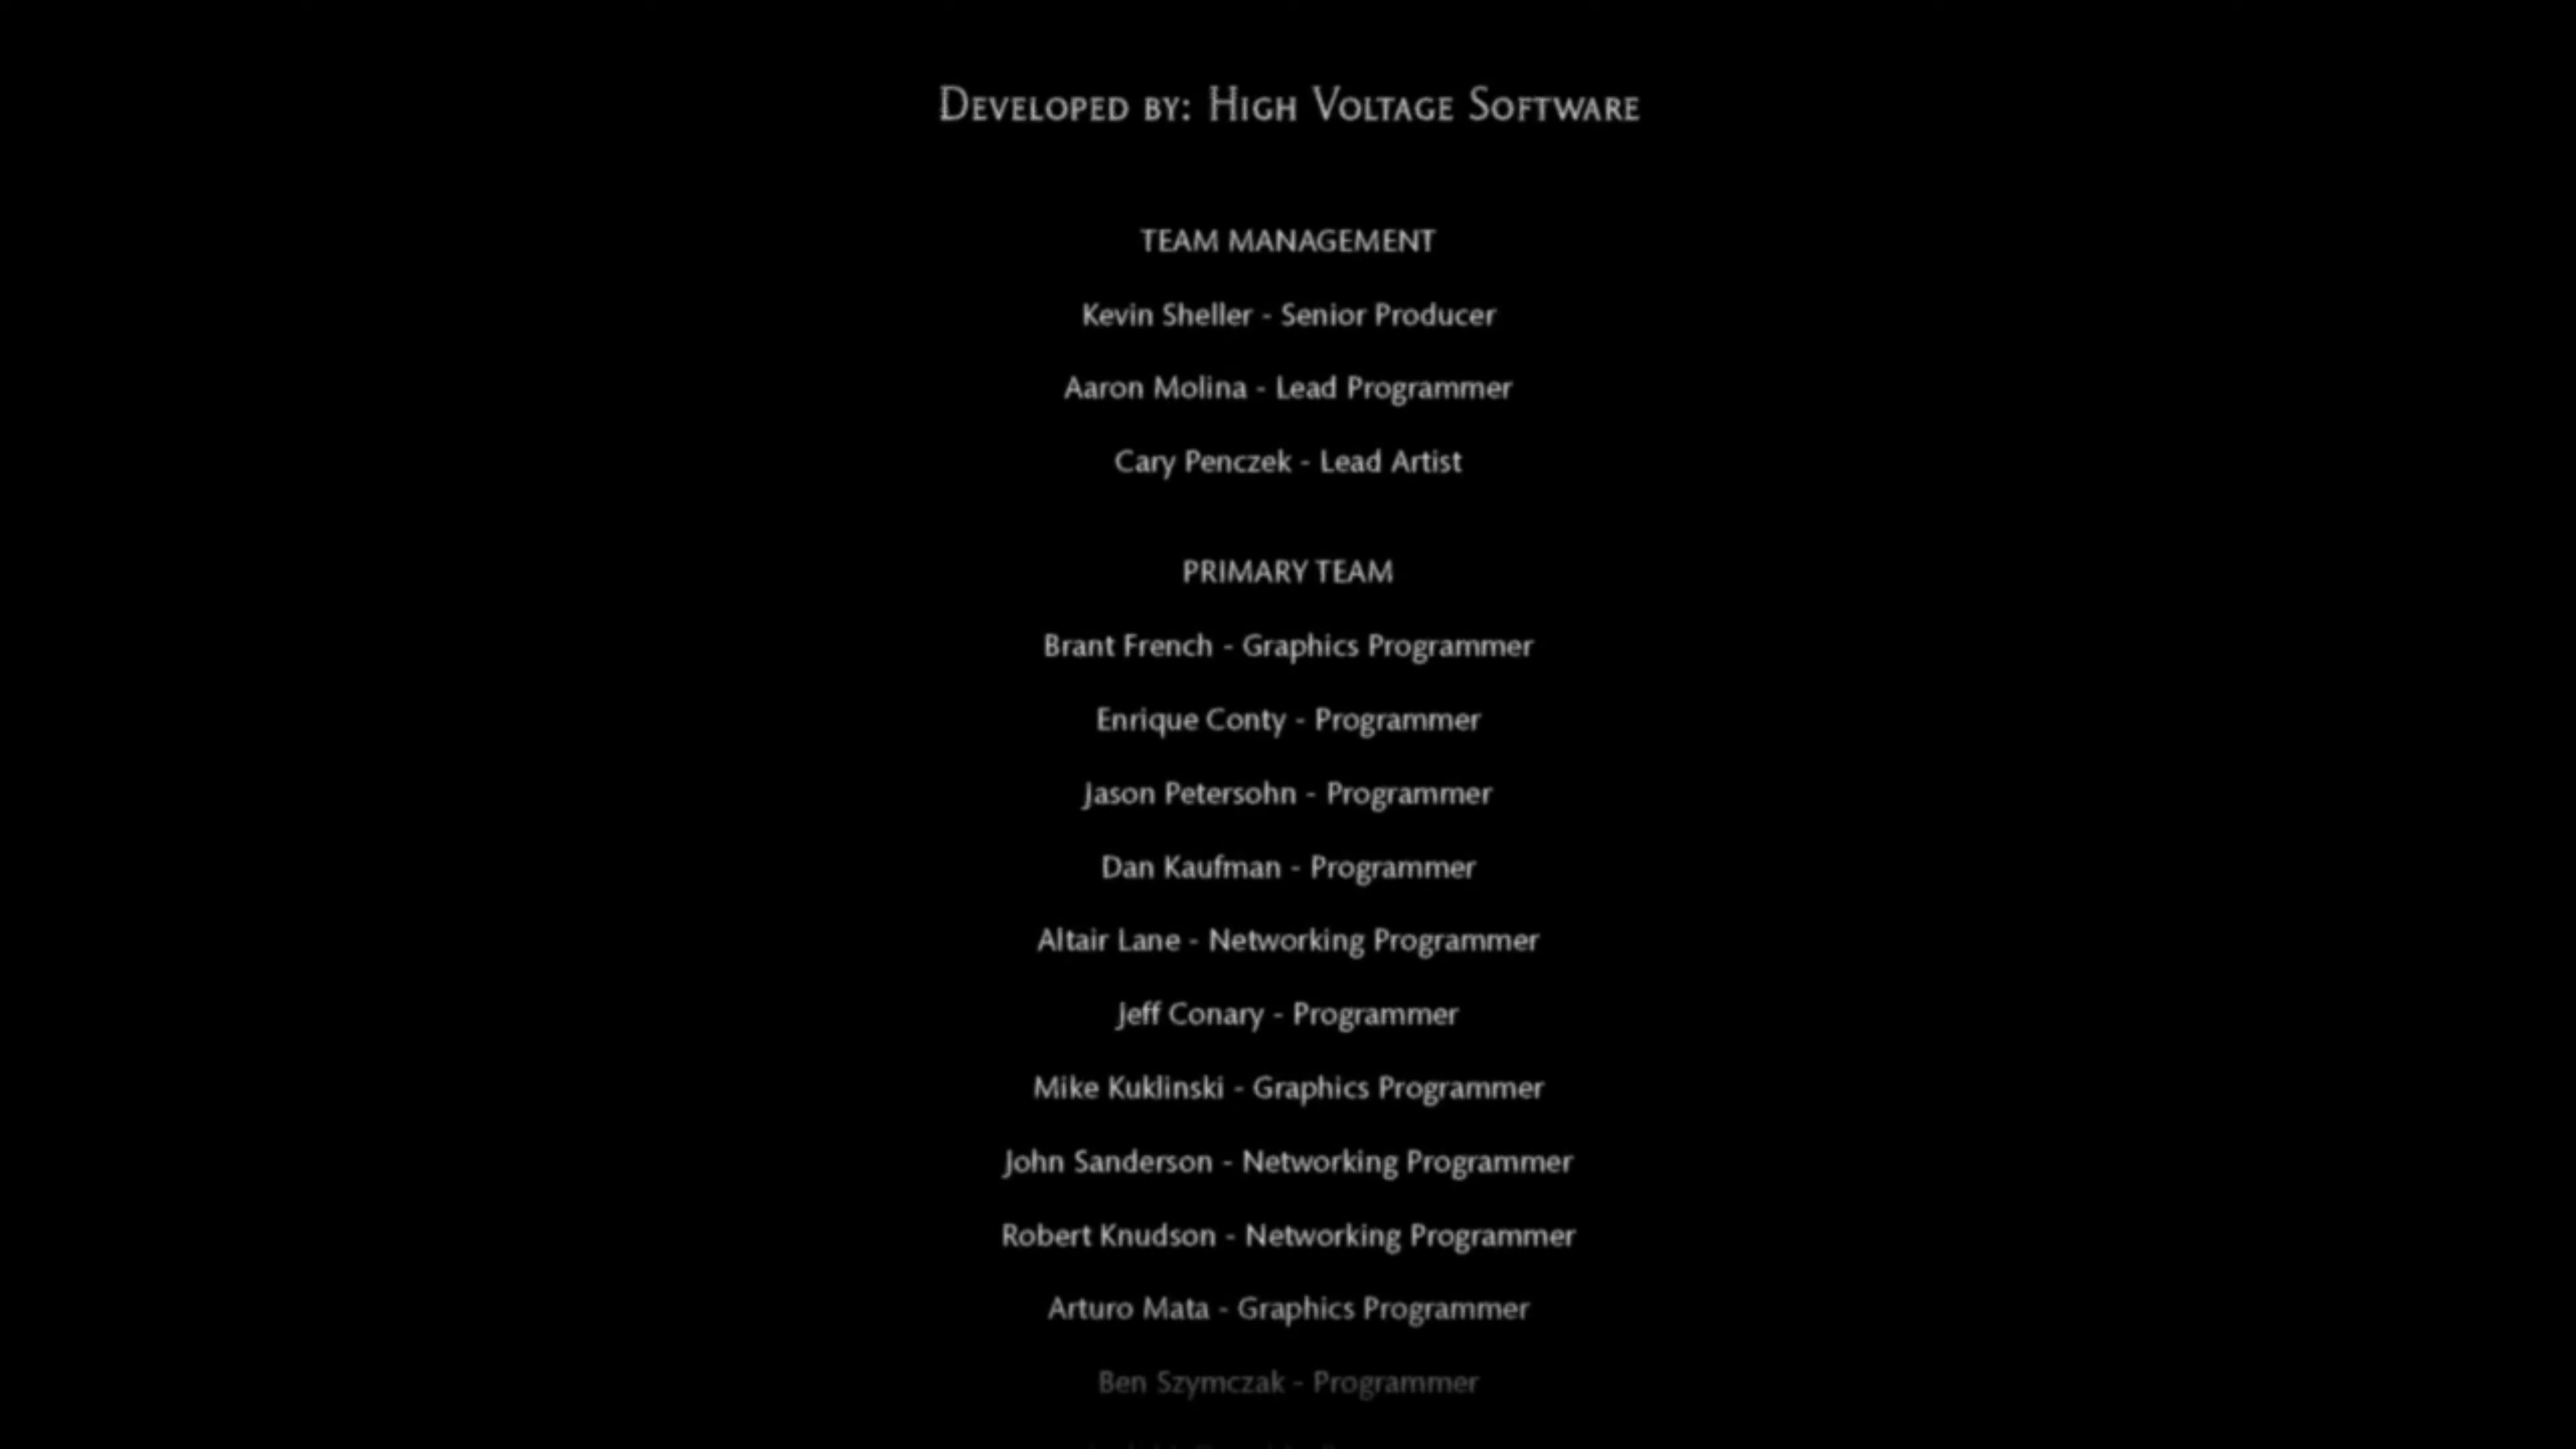 Developed by: High Voltage Software
TEAM MANAGEMENT
Kevin Sheller - Senior Producer
Aaron Molina - Lead Programmer
Cary Penczek - Lead Artist
PRIMARY TEAM
Brant French - Graphics Programmer
Enrique Conty - Programmer
Jason Petersohn - Programmer
Dan Kaufman - Programmer
Altair Lane - Networking Programmer
Jeff Conary - Programmer
Mike Kuklinski - Graphics Programmer
John Sanderson - Networking Programmer
Robert Knudson - Networking Programmer
Arturo Mata - Graphics Programmer
Ben Szymczak - Programmer